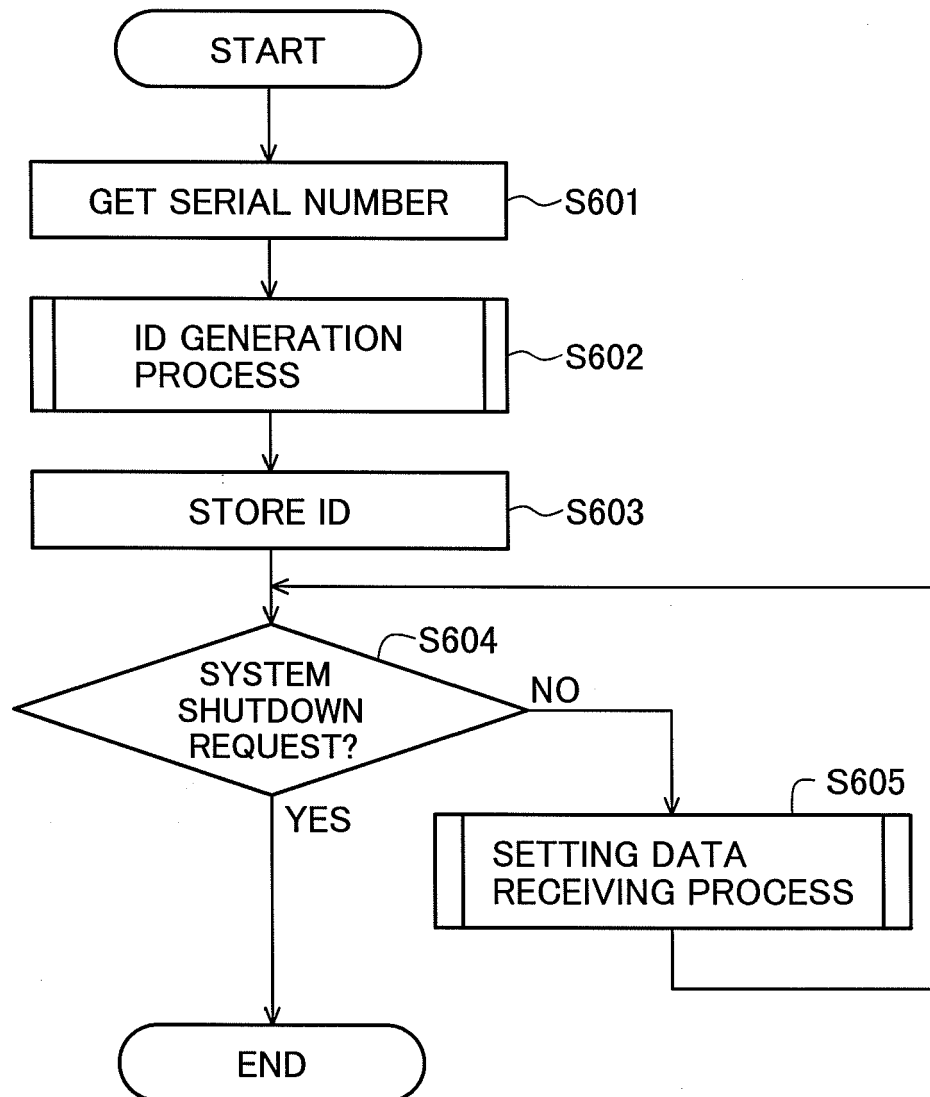 START
GET SERIAL NUMBER
S601
ID GENERATION
PROCESS
S602
STORE ID
S603
S604
SYSTEM
SHUTDOWN
REQUEST?
NO
YES
S605
SETTING DATA
RECEIVING PROCESS
END